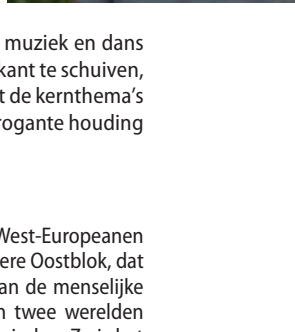 muziek en dans
kant te schuiven,
t de kernthema's
rogante houding
West-Europeanen
ere Oostblok, dat
an de menselijke
n twee werelden